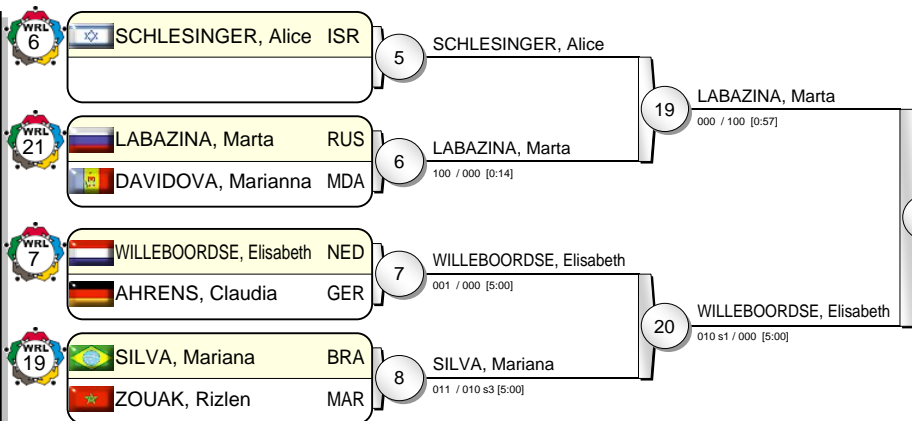 WRL
6
SCHLESINGER, Alice ISR
5
SCHLESINGER, Alice
19
LABAZINA, Marta
000 / 100 [0:57]
WRL
21
LABAZINA, Marta RUS
DAVIDOVA, Marianna MDA
6
LABAZINA, Marta
100 / 000 [0:14]
WRL
7
WILLEBOORDSE, Elisabeth NED
AHRENS, Claudia GER
7
WILLEBOORDSE, Elisabeth
001 / 000 [5:00]
20
WILLEBOORDSE, Elisabeth
010 s1 / 000 [5:00]
WRL
19
SILVA, Mariana BRA
ZOUAK, Rizlen MAR
8
SILVA, Mariana
011 / 010 s3 [5:00]